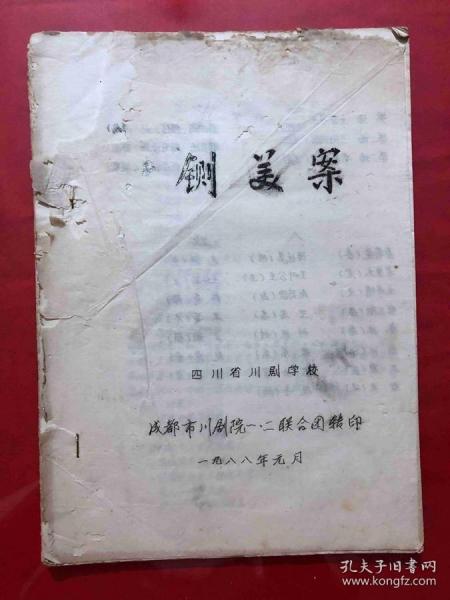 铡美案
四川省川剧学校
成都市川剧院一.二联合团转印
一九八八年元月
孔夫子旧书网
www.kongfz.com